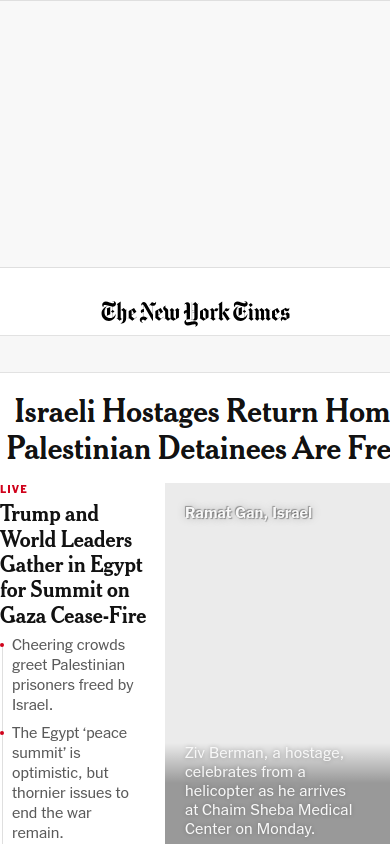 The New York Times
Israeli Hostages Return Hom
Palestinian Detainees Are Fre
LIVE
Trump and
World Leaders
Gather in Egypt
for Summit on
Gaza Cease-Fire
Cheering crowds
greet Palestinian
prisoners freed by
Israel.
The Egypt ‘peace
summit’ is
optimistic, but
thornier issues to
end the war
remain.
Ramat Gan, Israel
Ziv Berman, a hostage,
celebrates from a
helicopter as he arrives
at Chaim Sheba Medical
Center on Monday.